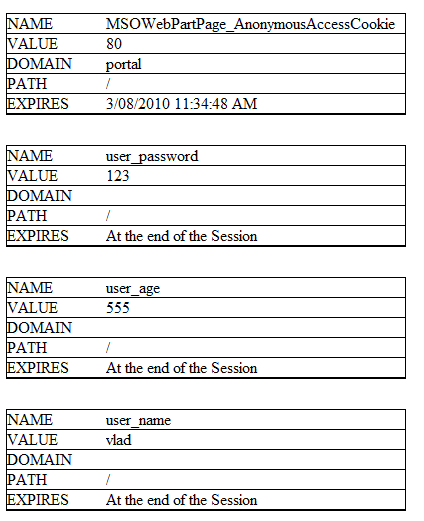 NAME MSOWebPartPage_AnonymousAccessCookie
VALUE 80
DOMAIN portal
PATH /
EXPIRES 3/08/2010 11:34:48 AM
NAME user_password
VALUE 123
DOMAIN
PATH /
EXPIRES At the end of the Session
NAME user_age
VALUE 555
DOMAIN
PATH /
EXPIRES At the end of the Session
NAME user_name
VALUE vlad
DOMAIN
PATH /
EXPIRES At the end of the Session